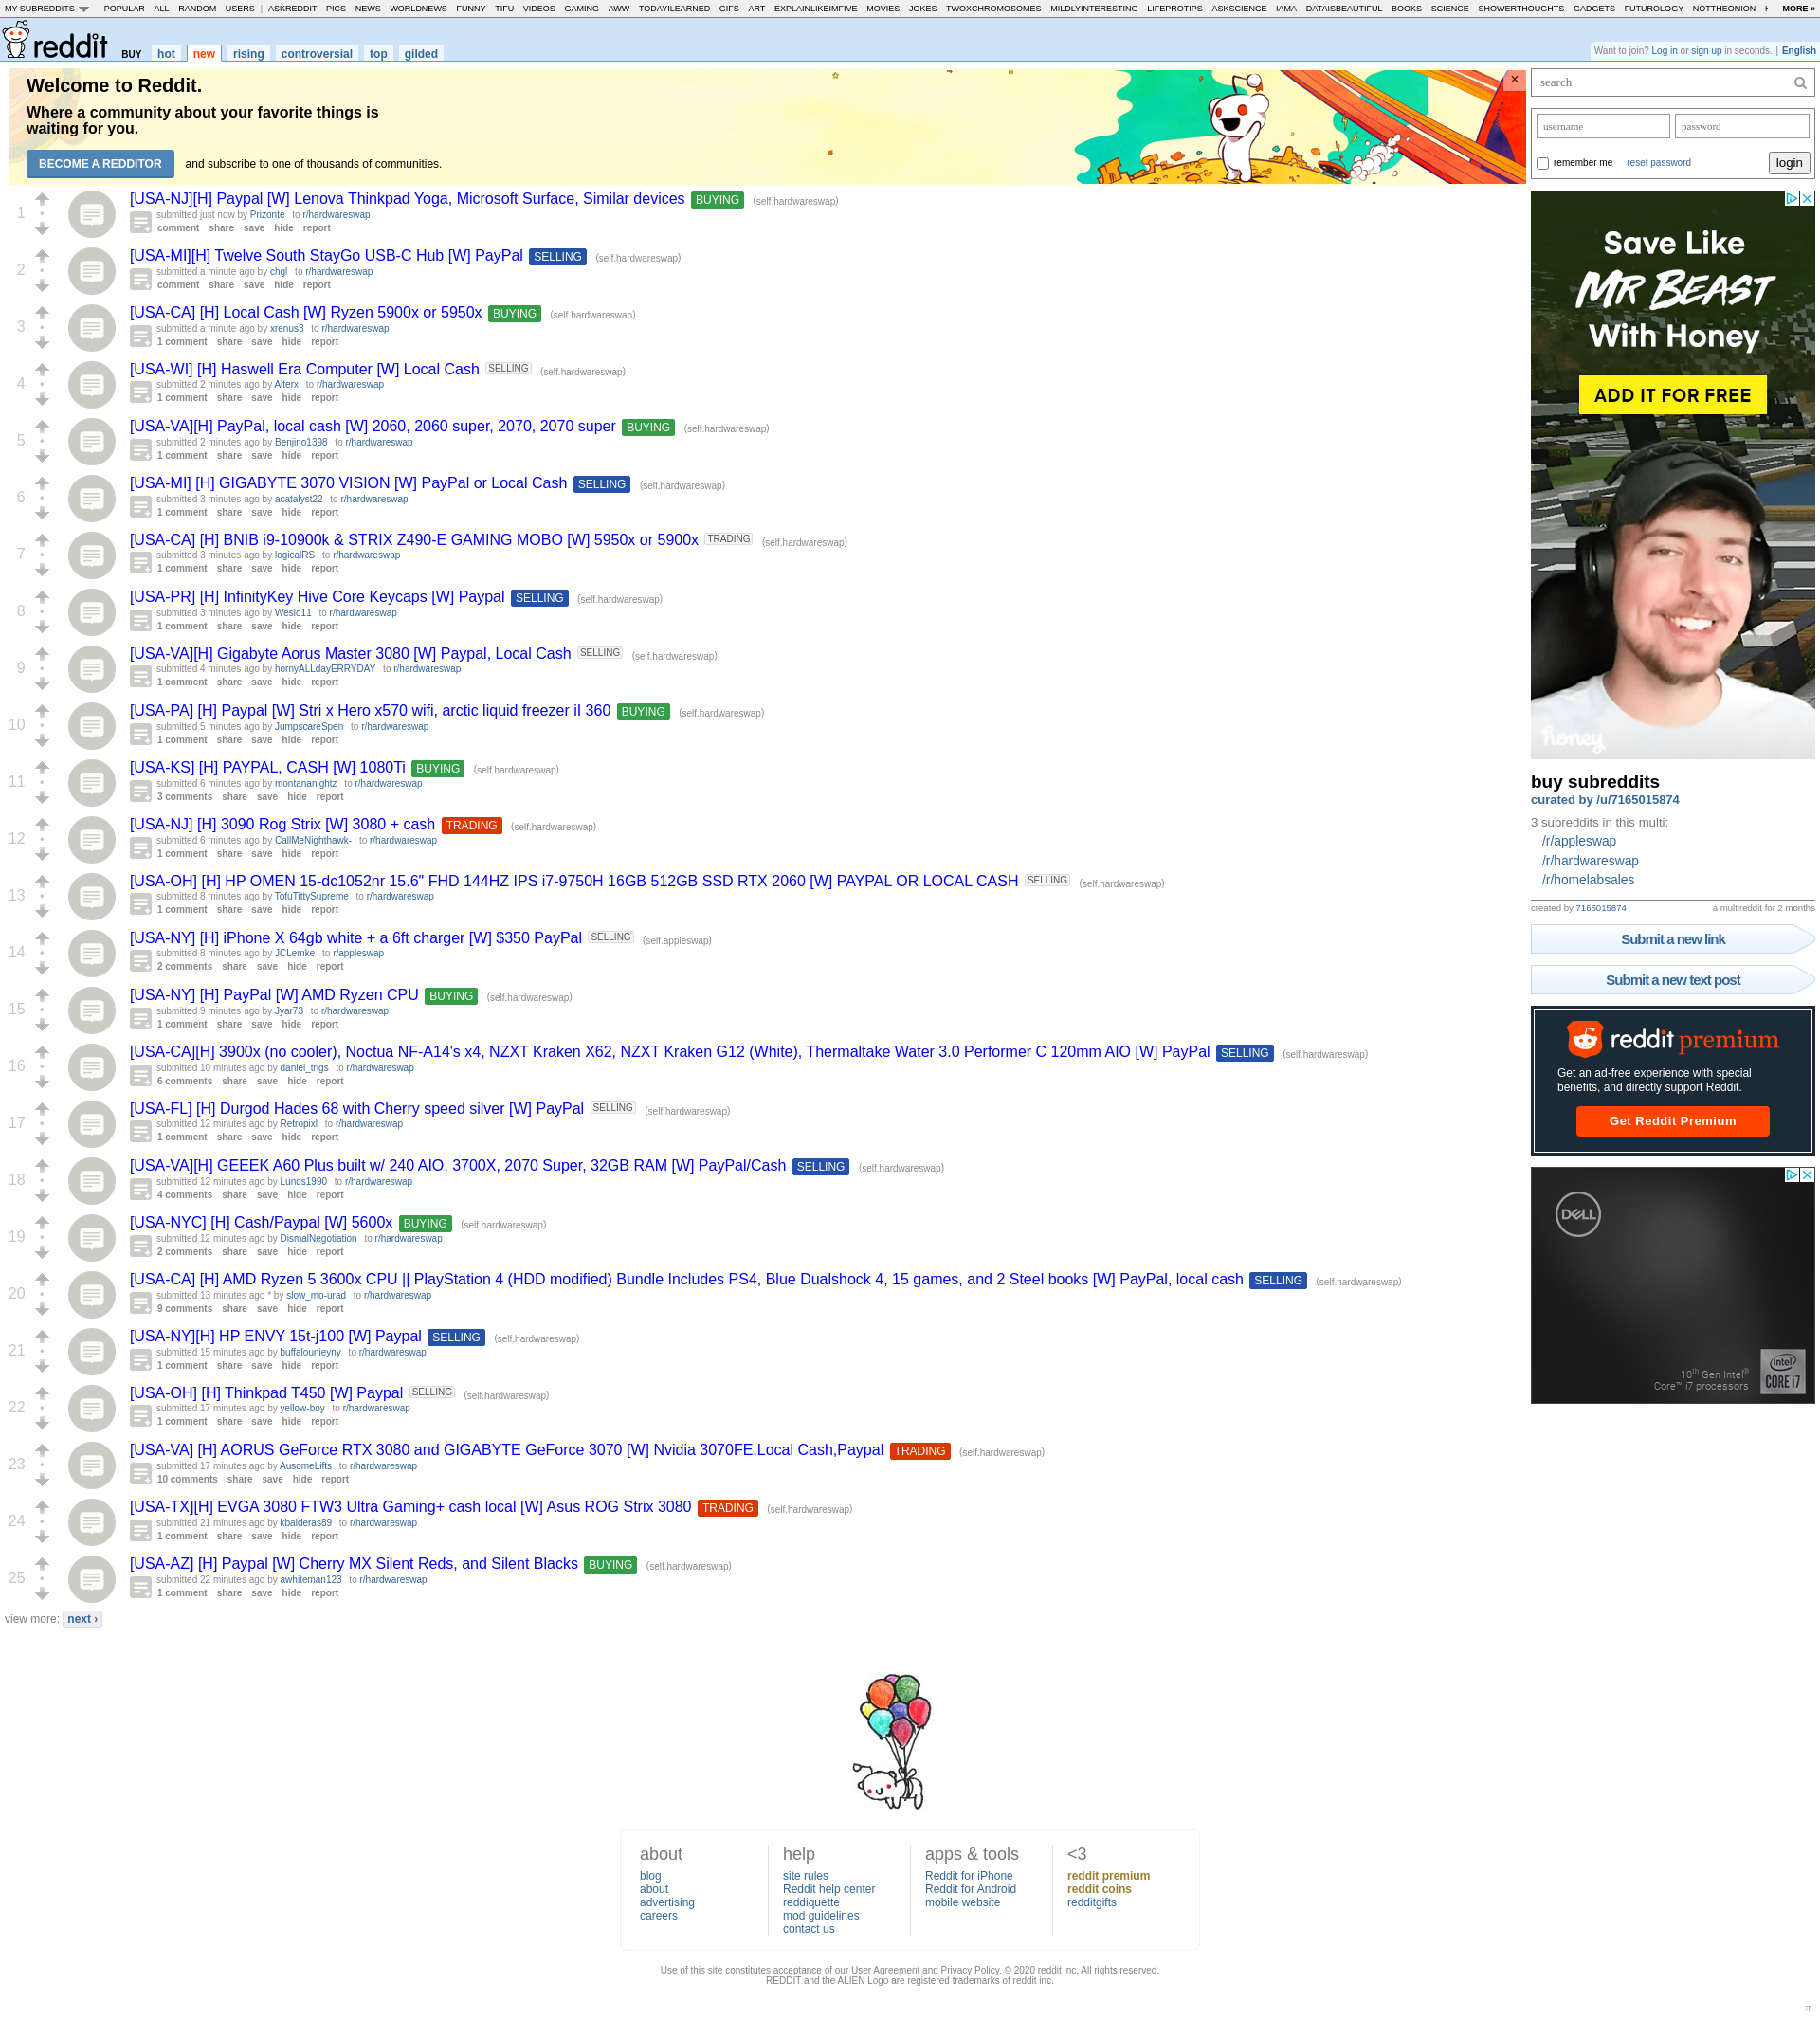 MY SUBREDDITS POPULAR - ALL - RANDOM - USERS | ASKREDDIT - PICS - NEWS - WORLDNEWS - FUNNY - TIFU - VIDEOS - GAMING - AWW - TODAYILEARNED - GIFS - ART - EXPLAINLIKEIMFIVE - MOVIES - JOKES - TWOXCHROMOSOMES - MILDLYINTERESTING - LIFEPROTIPS - ASKSCIENCE - IAMA - DATAISBEAUTIFUL - BOOKS - SCIENCE - SHOWERTHOUGHTS - GADGETS - FUTUROLOGY - NOTTHEONION - MORE »
reddit BUY hot new rising controversial top gilded
Want to join? Log in or sign up in seconds. | English
Welcome to Reddit.
Where a community about your favorite things is
waiting for you.
BECOME A REDDITOR and subscribe to one of thousands of communities.
×
1
[USA-NJ][H] Paypal [W] Lenova Thinkpad Yoga, Microsoft Surface, Similar devices BUYING (self.hardwareswap)
submitted just now by Prizonte to r/hardwareswap
comment share save hide report
2
[USA-MI][H] Twelve South StayGo USB-C Hub [W] PayPal SELLING (self.hardwareswap)
submitted a minute ago by chgl to r/hardwareswap
comment share save hide report
3
[USA-CA] [H] Local Cash [W] Ryzen 5900x or 5950x BUYING (self.hardwareswap)
submitted a minute ago by xrenus3 to r/hardwareswap
1 comment share save hide report
4
[USA-WI] [H] Haswell Era Computer [W] Local Cash SELLING (self.hardwareswap)
submitted 2 minutes ago by Alterx to r/hardwareswap
1 comment share save hide report
5
[USA-VA][H] PayPal, local cash [W] 2060, 2060 super, 2070, 2070 super BUYING (self.hardwareswap)
submitted 2 minutes ago by Benjino1398 to r/hardwareswap
1 comment share save hide report
6
[USA-MI] [H] GIGABYTE 3070 VISION [W] PayPal or Local Cash SELLING (self.hardwareswap)
submitted 3 minutes ago by acatalyst22 to r/hardwareswap
1 comment share save hide report
7
[USA-CA] [H] BNIB i9-10900k & STRIX Z490-E GAMING MOBO [W] 5950x or 5900x TRADING (self.hardwareswap)
submitted 3 minutes ago by logicalRS to r/hardwareswap
1 comment share save hide report
8
[USA-PR] [H] InfinityKey Hive Core Keycaps [W] Paypal SELLING (self.hardwareswap)
submitted 3 minutes ago by Weslo11 to r/hardwareswap
1 comment share save hide report
9
[USA-VA][H] Gigabyte Aorus Master 3080 [W] Paypal, Local Cash SELLING (self.hardwareswap)
submitted 4 minutes ago by hornyALLdayERRYDAY to r/hardwareswap
1 comment share save hide report
10
[USA-PA] [H] Paypal [W] Stri x Hero x570 wifi, arctic liquid freezer iI 360 BUYING (self.hardwareswap)
submitted 5 minutes ago by JumpscareSpen to r/hardwareswap
1 comment share save hide report
11
[USA-KS] [H] PAYPAL, CASH [W] 1080Ti BUYING (self.hardwareswap)
submitted 6 minutes ago by montananightz to r/hardwareswap
3 comments share save hide report
12
[USA-NJ] [H] 3090 Rog Strix [W] 3080 + cash TRADING (self.hardwareswap)
submitted 6 minutes ago by CallMeNighthawk- to r/hardwareswap
1 comment share save hide report
13
[USA-OH] [H] HP OMEN 15-dc1052nr 15.6" FHD 144HZ IPS i7-9750H 16GB 512GB SSD RTX 2060 [W] PAYPAL OR LOCAL CASH SELLING (self.hardwareswap)
submitted 8 minutes ago by TofuTittySupreme to r/hardwareswap
1 comment share save hide report
14
[USA-NY] [H] iPhone X 64gb white + a 6ft charger [W] $350 PayPal SELLING (self.appleswap)
submitted 8 minutes ago by JCLemke to r/appleswap
2 comments share save hide report
15
[USA-NY] [H] PayPal [W] AMD Ryzen CPU BUYING (self.hardwareswap)
submitted 9 minutes ago by Jyar73 to r/hardwareswap
1 comment share save hide report
16
[USA-CA][H] 3900x (no cooler), Noctua NF-A14's x4, NZXT Kraken X62, NZXT Kraken G12 (White), Thermaltake Water 3.0 Performer C 120mm AIO [W] PayPal SELLING (self.hardwareswap)
submitted 10 minutes ago by daniel_trigs to r/hardwareswap
6 comments share save hide report
17
[USA-FL] [H] Durgod Hades 68 with Cherry speed silver [W] PayPal SELLING (self.hardwareswap)
submitted 12 minutes ago by Retropixl to r/hardwareswap
1 comment share save hide report
18
[USA-VA][H] GEEEK A60 Plus built w/ 240 AIO, 3700X, 2070 Super, 32GB RAM [W] PayPal/Cash SELLING (self.hardwareswap)
submitted 12 minutes ago by Lunds1990 to r/hardwareswap
4 comments share save hide report
19
[USA-NYC] [H] Cash/Paypal [W] 5600x BUYING (self.hardwareswap)
submitted 12 minutes ago by DismalNegotiation to r/hardwareswap
2 comments share save hide report
20
[USA-CA] [H] AMD Ryzen 5 3600x CPU || PlayStation 4 (HDD modified) Bundle Includes PS4, Blue Dualshock 4, 15 games, and 2 Steel books [W] PayPal, local cash SELLING (self.hardwareswap)
submitted 13 minutes ago * by slow_mo-urad to r/hardwareswap
9 comments share save hide report
21
[USA-NY][H] HP ENVY 15t-j100 [W] Paypal SELLING (self.hardwareswap)
submitted 15 minutes ago by buffalounieyny to r/hardwareswap
1 comment share save hide report
22
[USA-OH] [H] Thinkpad T450 [W] Paypal SELLING (self.hardwareswap)
submitted 17 minutes ago by yellow-boy to r/hardwareswap
1 comment share save hide report
23
[USA-VA] [H] AORUS GeForce RTX 3080 and GIGABYTE GeForce 3070 [W] Nvidia 3070FE,Local Cash,Paypal TRADING (self.hardwareswap)
submitted 17 minutes ago by AusomeLifts to r/hardwareswap
10 comments share save hide report
24
[USA-TX][H] EVGA 3080 FTW3 Ultra Gaming+ cash local [W] Asus ROG Strix 3080 TRADING (self.hardwareswap)
submitted 21 minutes ago by kbalderas89 to r/hardwareswap
1 comment share save hide report
25
[USA-AZ] [H] Paypal [W] Cherry MX Silent Reds, and Silent Blacks BUYING (self.hardwareswap)
submitted 22 minutes ago by awhiteman123 to r/hardwareswap
1 comment share save hide report
view more: next ›
search
username password
remember me reset password login
Save Like
MR BEAST
With Honey
ADD IT FOR FREE
honey
buy subreddits
curated by /u/7165015874
3 subreddits in this multi:
/r/appleswap
/r/hardwareswap
/r/homelabsales
created by 7165015874 a multireddit for 2 months
Submit a new link
Submit a new text post
reddit premium
Get an ad-free experience with special
benefits, and directly support Reddit.
Get Reddit Premium
DELL
10th Gen Intel®
Core™ i7 processors
intel
CORE i7
about
blog
about
advertising
careers
help
site rules
Reddit help center
reddiquette
mod guidelines
contact us
apps & tools
Reddit for iPhone
Reddit for Android
mobile website
<3
reddit premium
reddit coins
redditgifts
Use of this site constitutes acceptance of our User Agreement and Privacy Policy. © 2020 reddit inc. All rights reserved.
REDDIT and the ALIEN Logo are registered trademarks of reddit inc.
π